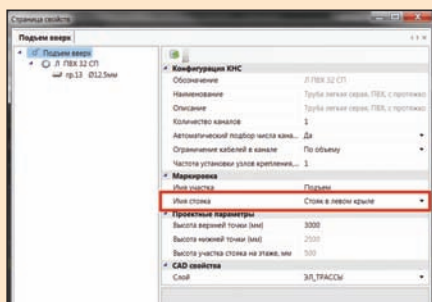 Страница свойств
Подъем вверх
Подъем вверх
Л ПВХ 32 СП
гр.13 Ø12.5мм
Конфигурация КНС
Обозначение Л ПВХ 32 СП
Наименование Труба легкая серая, ПВХ, с протяжко
Описание Труба легкая серая, ПВХ, с протяжко
Количество каналов 1
Автоматический подбор числа кана... Да
Ограничение кабелей в канале По объему
Частота установки узлов крепления,... 1
Маркировка
Имя участка Подъем
Имя стояка Стояк в левом крыле
Проектные параметры
Высота верхней точки (мм) 3000
Высота нижней точки (мм) 2500
Высота участка стояка на этаже, мм 500
CAD свойства
Слой ЭЛ_ТРАССЫ